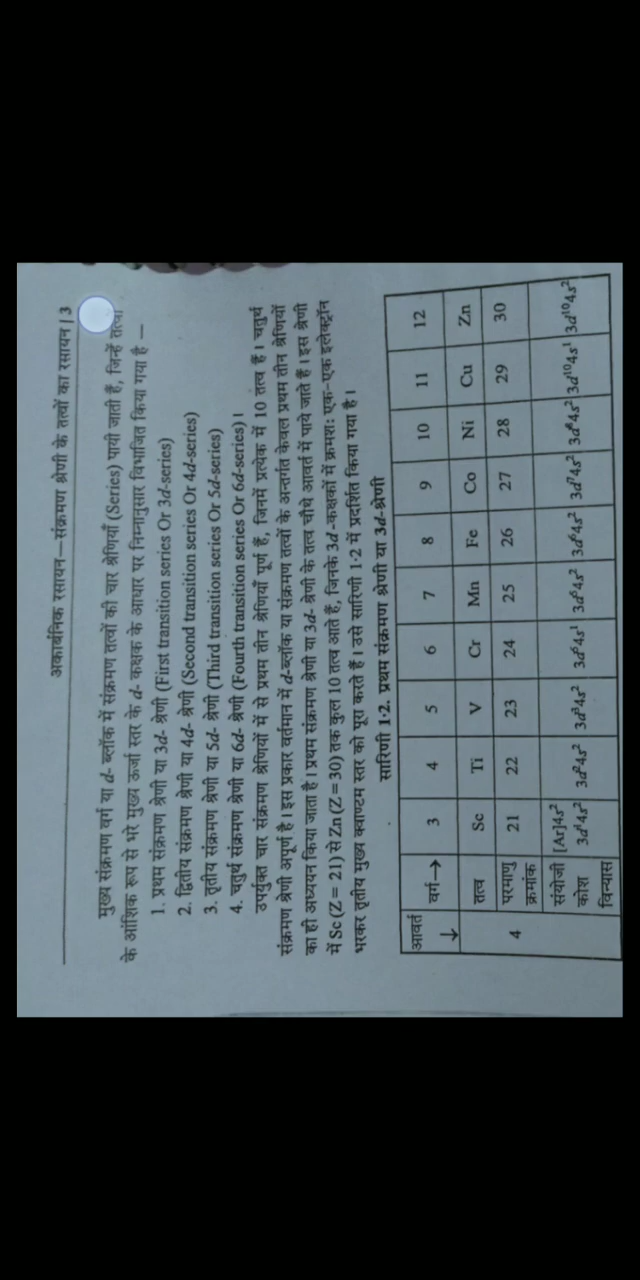 अकार्बनिक रसायन—संक्रमण श्रेणी के तत्वों का रसायन | 3
मुख्य संक्रमण वर्ग या d- ब्लॉक में संक्रमण तत्वों की चार श्रेणियाँ (Series) पायी जाती हैं, जिन्हें तत्वों
के आंशिक रूप से भरे मुख्य ऊर्जा स्तर के d- कक्षक के आधार पर निम्नानुसार विभाजित किया गया है —
1. प्रथम संक्रमण श्रेणी या 3d- श्रेणी (First transition series Or 3d-series)
2. द्वितीय संक्रमण श्रेणी या 4d- श्रेणी (Second transition series Or 4d-series)
3. तृतीय संक्रमण श्रेणी या 5d- श्रेणी (Third transition series Or 5d-series)
4. चतुर्थ संक्रमण श्रेणी या 6d- श्रेणी (Fourth transition series Or 6d-series)।
उपर्युक्त चार संक्रमण श्रेणियों में से प्रथम तीन श्रेणियाँ पूर्ण हैं, जिनमें प्रत्येक में 10 तत्व हैं। चतुर्थ
संक्रमण श्रेणी अपूर्ण है। इस प्रकार वर्तमान में d-ब्लॉक या संक्रमण तत्वों के अन्तर्गत केवल प्रथम तीन श्रेणियों
का ही अध्ययन किया जाता है। प्रथम संक्रमण श्रेणी या 3d- श्रेणी के तत्व चौथे आवर्त में पाये जाते हैं। इस श्रेणी
में Sc (Z = 21) से Zn (Z = 30) तक कुल 10 तत्व आते हैं, जिनके 3d -कक्षकों में क्रमशः एक-एक इलेक्ट्रॉन
भरकर तृतीय मुख्य क्वाण्टम स्तर को पूरा करते हैं। उसे सारिणी 1·2 में प्रदर्शित किया गया है।
सारिणी 1·2. प्रथम संक्रमण श्रेणी या 3d-श्रेणी
आवर्त ↓ वर्ग→ 3 4 5 6 7 8 9 10 11 12
तत्व Sc Ti V Cr Mn Fe Co Ni Cu Zn
4 परमाणु क्रमांक 21 22 23 24 25 26 27 28 29 30
संयोजी कोश विन्यास [Ar]4s² 3d¹4s² 3d²4s² 3d³4s² 3d⁵4s¹ 3d⁵4s² 3d⁶4s² 3d⁷4s² 3d⁸4s² 3d¹⁰4s¹ 3d¹⁰4s²